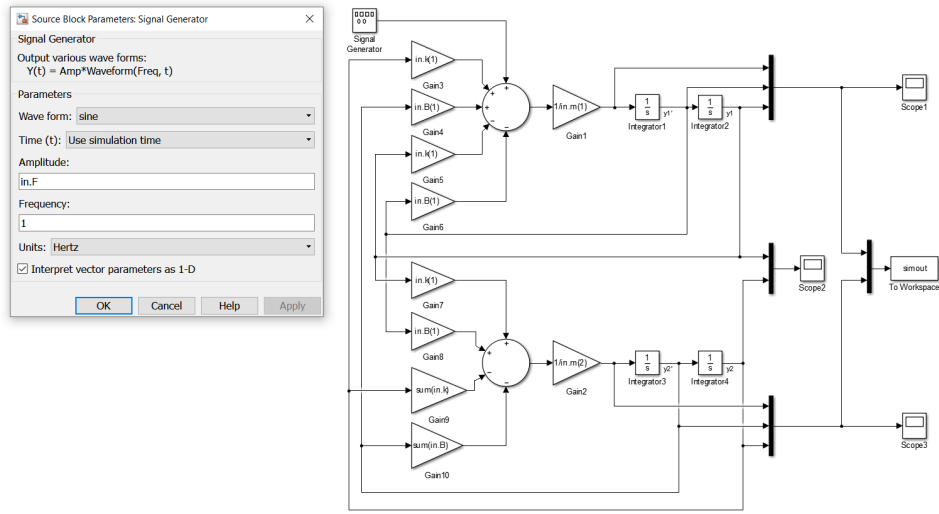 Source Block Parameters: Signal Generator
Signal Generator
Output various wave forms:
Y(t) = Amp*Waveform(Freq, t)
Parameters
Wave form: sine
Time (t): Use simulation time
Amplitude:
in.F
Frequency:
1
Units: Hertz
Interpret vector parameters as 1-D
OK Cancel Help Apply
Signal
Generator
in.k(1)
Gain3
in.B(1)
Gain4
in.k(1)
Gain5
in.B(1)
Gain6
+
+
+
−
−
1/in.m(1)
Gain1
1
s
Integrator1
y1'
1
s
Integrator2
y1
Scope1
in.k(1)
Gain7
in.B(1)
Gain8
sum(in.k)
Gain9
sum(in.B)
Gain10
+
+
−
−
1/in.m(2)
Gain2
1
s
Integrator3
y2'
1
s
Integrator4
y2
Scope2
simout
To Workspace
Scope3